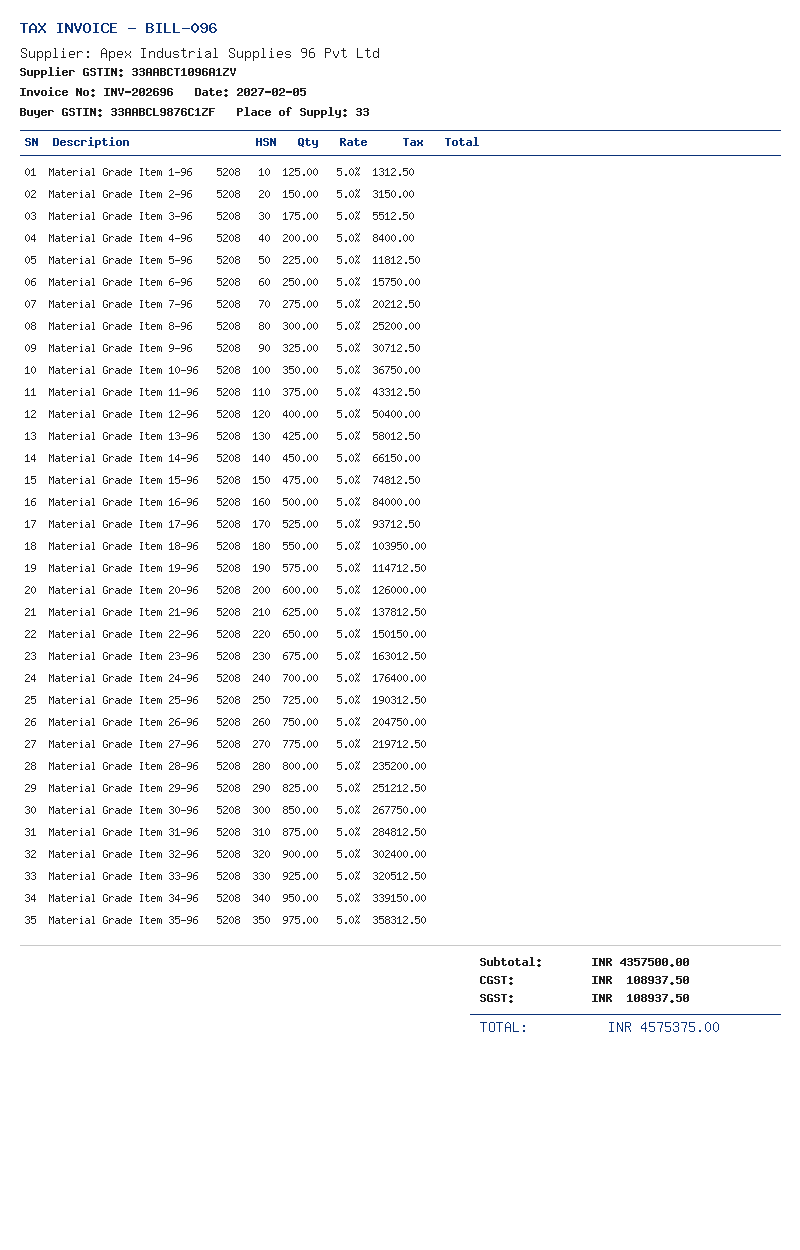 TAX INVOICE - BILL-096
Supplier: Apex Industrial Supplies 96 Pvt Ltd
Supplier GSTIN: 33AABCT1096A1ZV
Invoice No: INV-202696 Date: 2027-02-05
Buyer GSTIN: 33AABCL9876C1ZF Place of Supply: 33
SN Description HSN Qty Rate Tax Total
01 Material Grade Item 1-96 5208 10 125.00 5.0% 1312.50
02 Material Grade Item 2-96 5208 20 150.00 5.0% 3150.00
03 Material Grade Item 3-96 5208 30 175.00 5.0% 5512.50
04 Material Grade Item 4-96 5208 40 200.00 5.0% 8400.00
05 Material Grade Item 5-96 5208 50 225.00 5.0% 11812.50
06 Material Grade Item 6-96 5208 60 250.00 5.0% 15750.00
07 Material Grade Item 7-96 5208 70 275.00 5.0% 20212.50
08 Material Grade Item 8-96 5208 80 300.00 5.0% 25200.00
09 Material Grade Item 9-96 5208 90 325.00 5.0% 30712.50
10 Material Grade Item 10-96 5208 100 350.00 5.0% 36750.00
11 Material Grade Item 11-96 5208 110 375.00 5.0% 43312.50
12 Material Grade Item 12-96 5208 120 400.00 5.0% 50400.00
13 Material Grade Item 13-96 5208 130 425.00 5.0% 58012.50
14 Material Grade Item 14-96 5208 140 450.00 5.0% 66150.00
15 Material Grade Item 15-96 5208 150 475.00 5.0% 74812.50
16 Material Grade Item 16-96 5208 160 500.00 5.0% 84000.00
17 Material Grade Item 17-96 5208 170 525.00 5.0% 93712.50
18 Material Grade Item 18-96 5208 180 550.00 5.0% 103950.00
19 Material Grade Item 19-96 5208 190 575.00 5.0% 114712.50
20 Material Grade Item 20-96 5208 200 600.00 5.0% 126000.00
21 Material Grade Item 21-96 5208 210 625.00 5.0% 137812.50
22 Material Grade Item 22-96 5208 220 650.00 5.0% 150150.00
23 Material Grade Item 23-96 5208 230 675.00 5.0% 163012.50
24 Material Grade Item 24-96 5208 240 700.00 5.0% 176400.00
25 Material Grade Item 25-96 5208 250 725.00 5.0% 190312.50
26 Material Grade Item 26-96 5208 260 750.00 5.0% 204750.00
27 Material Grade Item 27-96 5208 270 775.00 5.0% 219712.50
28 Material Grade Item 28-96 5208 280 800.00 5.0% 235200.00
29 Material Grade Item 29-96 5208 290 825.00 5.0% 251212.50
30 Material Grade Item 30-96 5208 300 850.00 5.0% 267750.00
31 Material Grade Item 31-96 5208 310 875.00 5.0% 284812.50
32 Material Grade Item 32-96 5208 320 900.00 5.0% 302400.00
33 Material Grade Item 33-96 5208 330 925.00 5.0% 320512.50
34 Material Grade Item 34-96 5208 340 950.00 5.0% 339150.00
35 Material Grade Item 35-96 5208 350 975.00 5.0% 358312.50
Subtotal: INR 4357500.00
CGST: INR 108937.50
SGST: INR 108937.50
TOTAL: INR 4575375.00